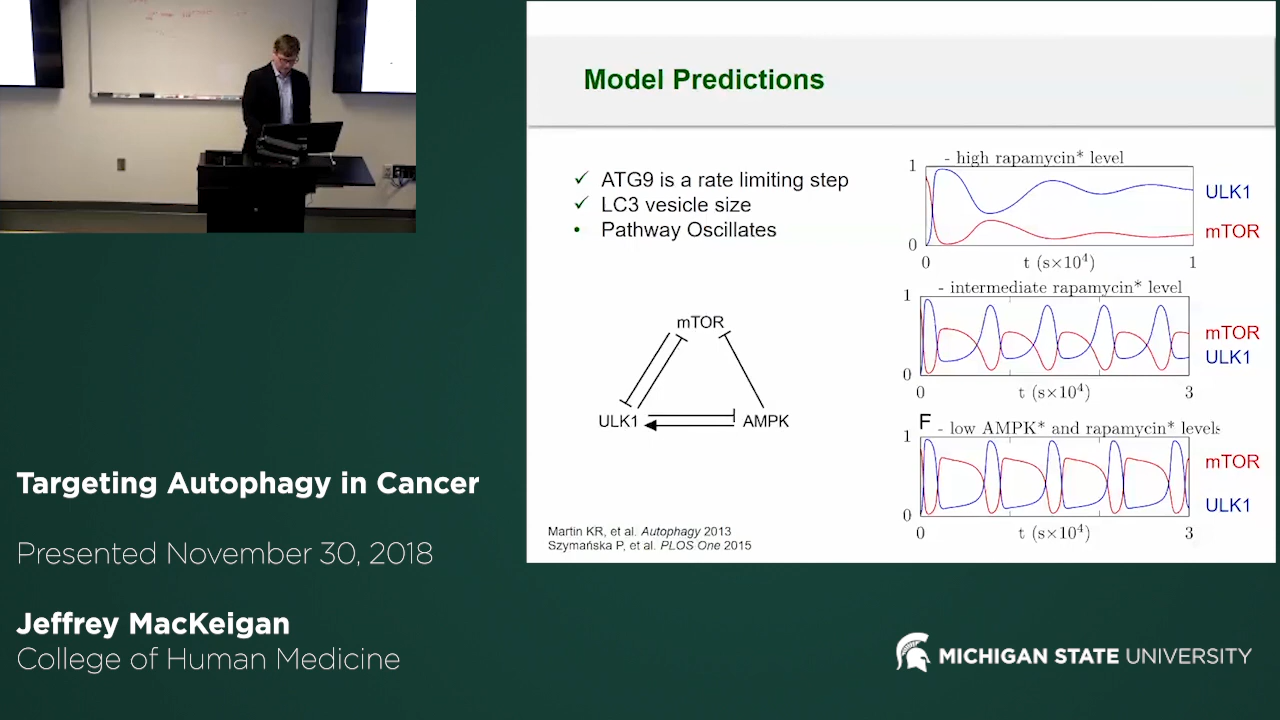 Model Predictions
✓ ATG9 is a rate limiting step
✓ LC3 vesicle size
• Pathway Oscillates
mTOR
ULK1
AMPK
Martin KR, et al. Autophagy 2013
Szymańska P, et al. PLOS One 2015
- high rapamycin* level
1
0
ULK1
mTOR
0 t (s×10⁴) 1
- intermediate rapamycin* level
1
0
mTOR
ULK1
0 t (s×10⁴) 3
F - low AMPK* and rapamycin* levels
1
0
mTOR
ULK1
0 t (s×10⁴) 3
Targeting Autophagy in Cancer
Presented November 30, 2018
Jeffrey MacKeigan
College of Human Medicine
MICHIGAN STATE UNIVERSITY